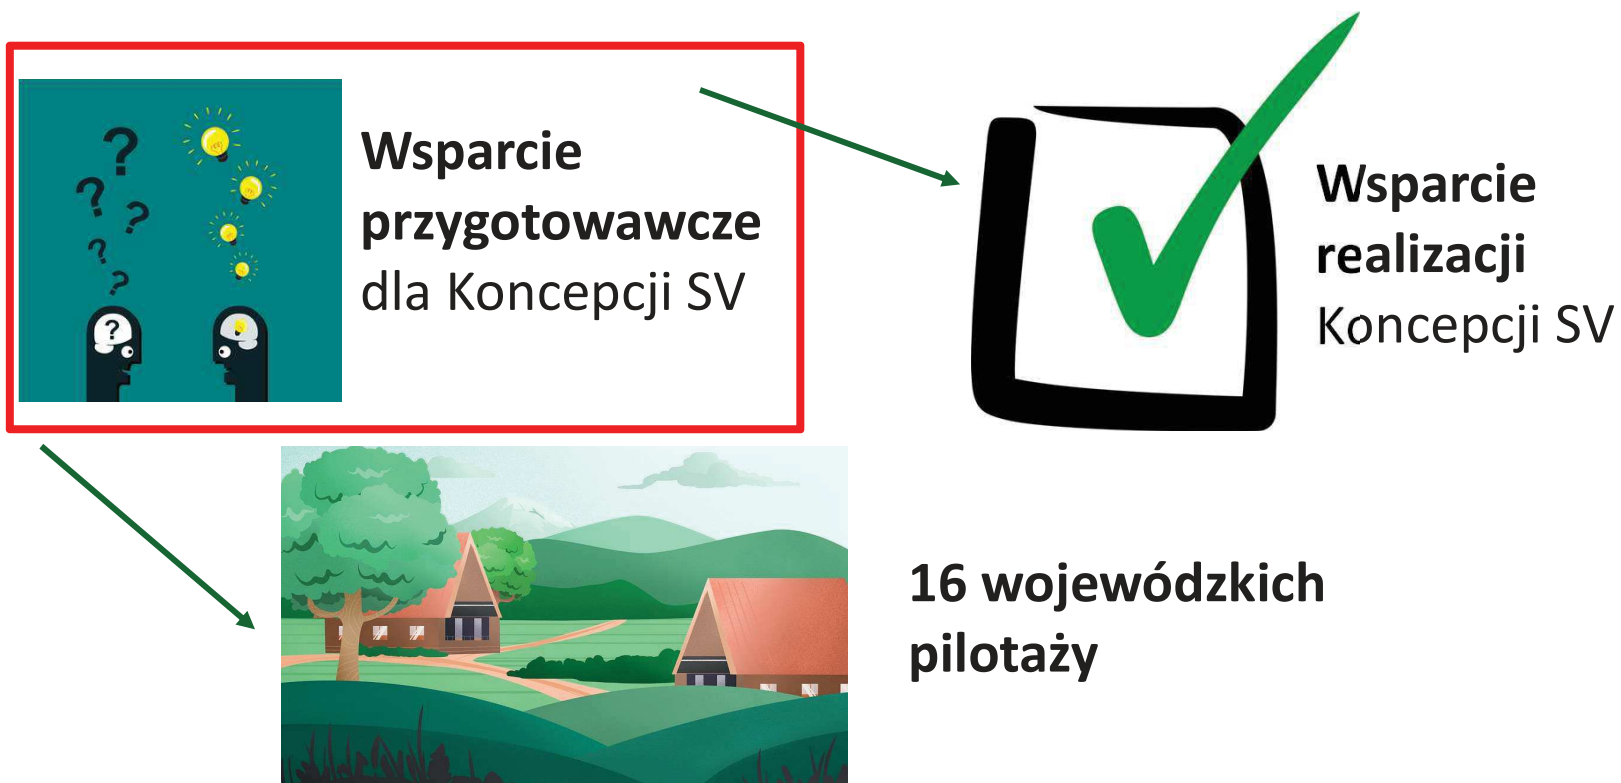 Wsparcie
przygotowawcze
dla Koncepcji SV
Wsparcie
realizacji
Koncepcji SV
16 wojewódzkich
pilotaży